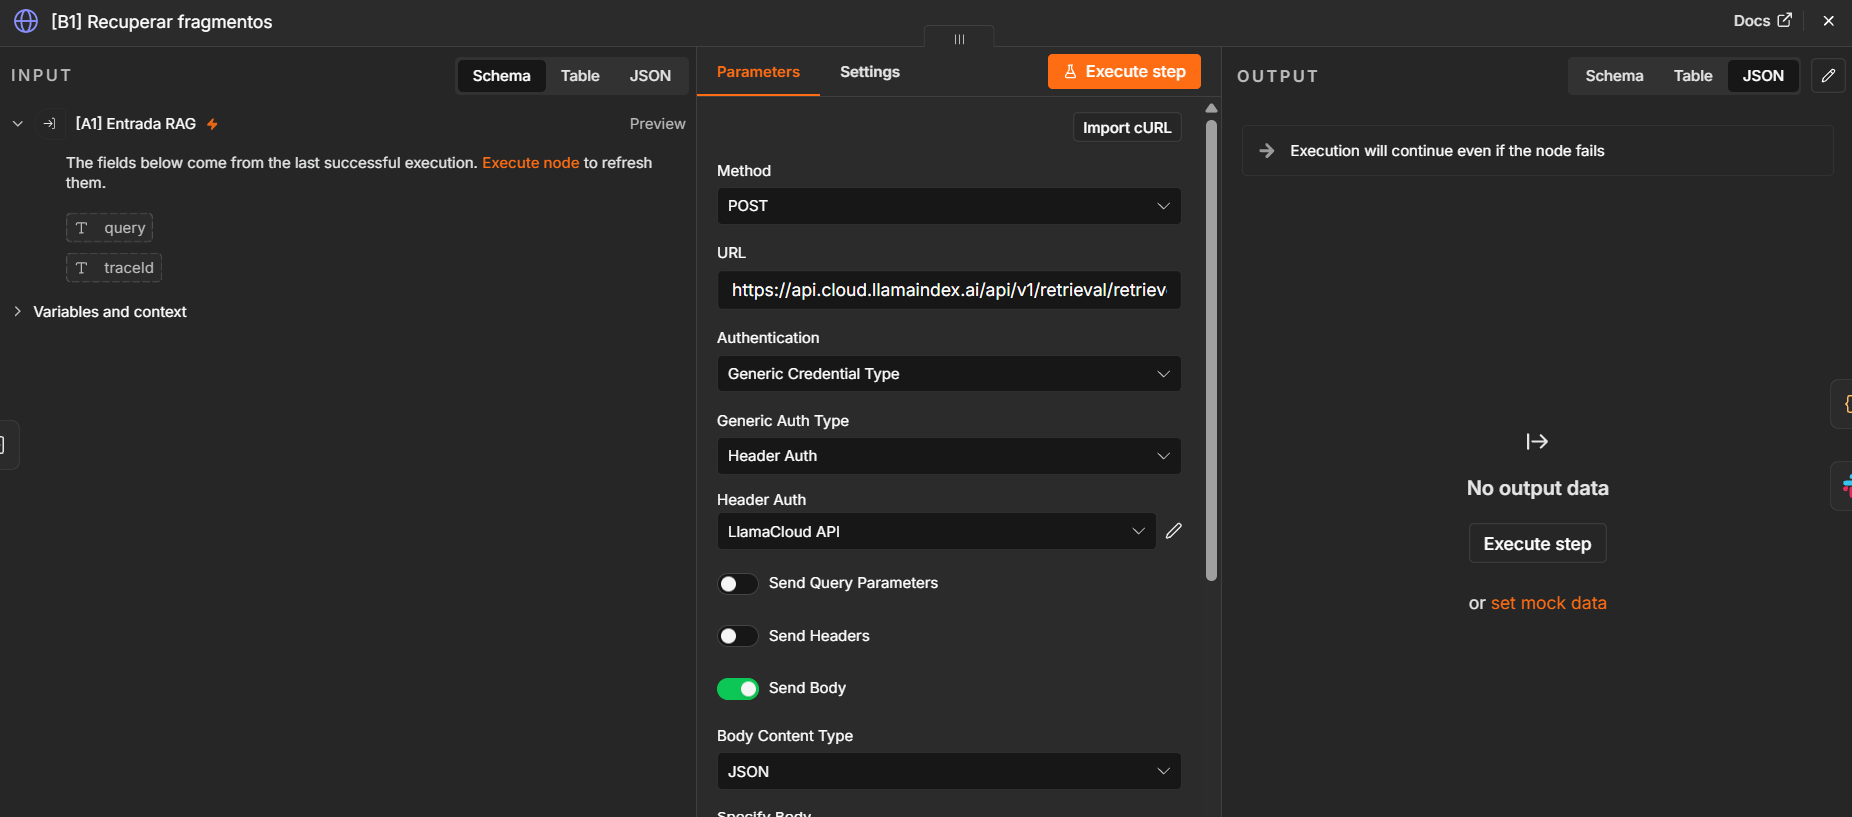 [B1] Recuperar fragmentos
Docs
INPUT
Schema
Table
JSON
[A1] Entrada RAG
Preview
The fields below come from the last successful execution. Execute node to refresh
them.
T query
T traceId
Variables and context
Parameters
Settings
Execute step
Import cURL
Method
POST
URL
https://api.cloud.llamaindex.ai/api/v1/retrieval/retriev
Authentication
Generic Credential Type
Generic Auth Type
Header Auth
Header Auth
LlamaCloud API
Send Query Parameters
Send Headers
Send Body
Body Content Type
JSON
Specify Body
OUTPUT
Schema
Table
JSON
Execution will continue even if the node fails
No output data
Execute step
or set mock data